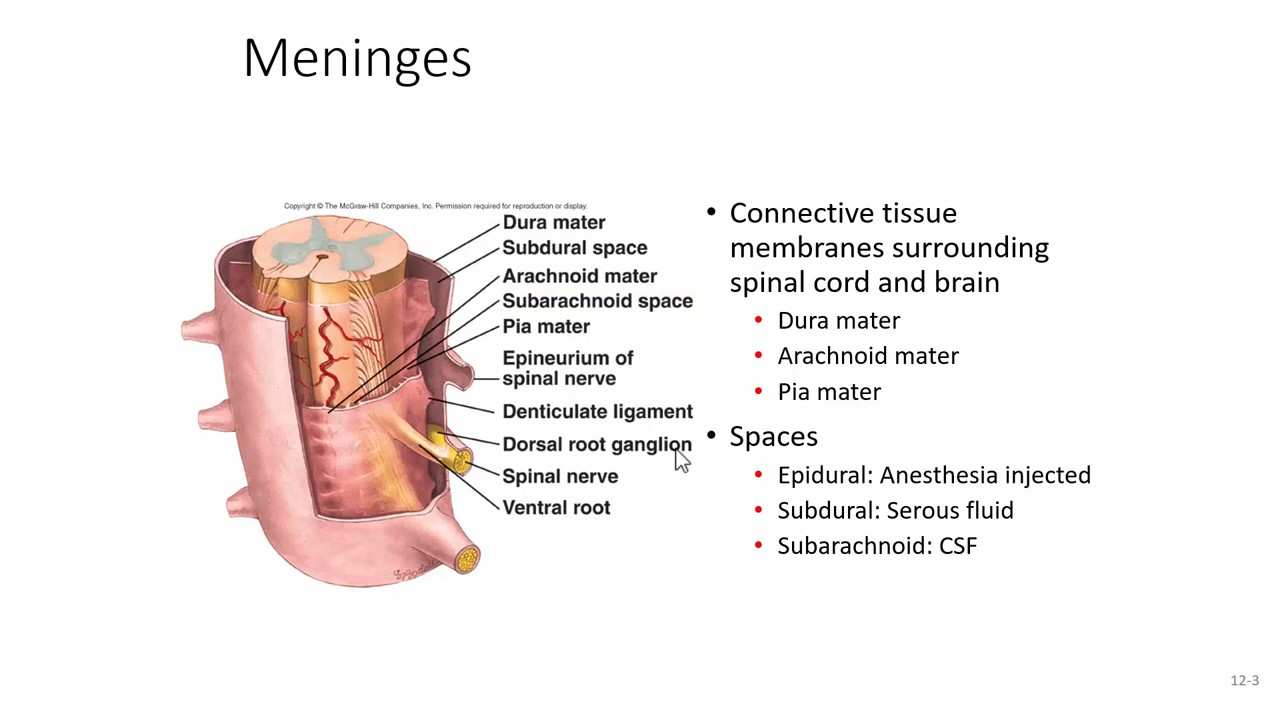 Meninges
Copyright © The McGraw-Hill Companies, Inc. Permission required for reproduction or display.
Dura mater
Subdural space
Arachnoid mater
Subarachnoid space
Pia mater
Epineurium of
spinal nerve
Denticulate ligament
Dorsal root ganglion
Spinal nerve
Ventral root
• Connective tissue
membranes surrounding
spinal cord and brain
• Dura mater
• Arachnoid mater
• Pia mater
• Spaces
• Epidural: Anesthesia injected
• Subdural: Serous fluid
• Subarachnoid: CSF
12-3